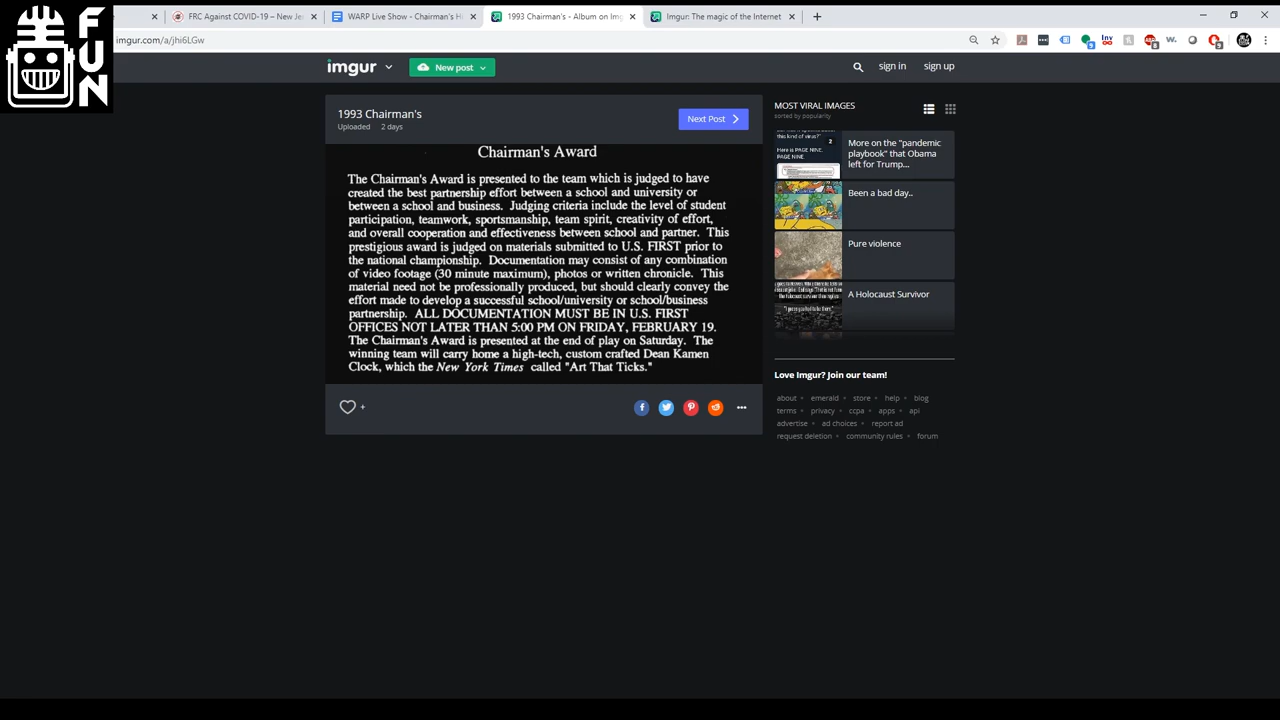 FUN
FRC Against COVID-19 ~ New Je
WARP Live Show - Chairman's H
1993 Chairman's - Album on Im
Imgur: The magic of the Internet
imgur.com/a/jhi6LGw
imgur
New post
sign in
sign up
1993 Chairman's
Uploaded 2 days
Next Post
Chairman's Award
The Chairman's Award is presented to the team which is judged to have
created the best partnership effort between a school and university or
between a school and business. Judging criteria include the level of student
participation, teamwork, sportsmanship, team spirit, creativity of effort,
and overall cooperation and effectiveness between school and partner. This
prestigious award is judged on materials submitted to U.S. FIRST prior to
the national championship. Documentation may consist of any combination
of video footage (30 minute maximum), photos or written chronicle. This
material need not be professionally produced, but should clearly convey the
effort made to develop a successful school/university or school/business
partnership. ALL DOCUMENTATION MUST BE IN U.S. FIRST
OFFICES NOT LATER THAN 5:00 PM ON FRIDAY, FEBRUARY 19.
The Chairman's Award is presented at the end of play on Saturday. The
winning team will carry home a high-tech, custom crafted Dean Kamen
Clock, which the New York Times called "Art That Ticks."
MOST VIRAL IMAGES
sorted by popularity
this kind of virus?"
Here is PAGE NINE.
PAGE NINE.
2
More on the "pandemic
playbook" that Obama
left for Trump...
Been a bad day..
Pure violence
A Holocaust Survivor
Love Imgur? Join our team!
about • emerald • store • help • blog
terms • privacy • ccpa • apps • api
advertise • ad choices • report ad
request deletion • community rules • forum